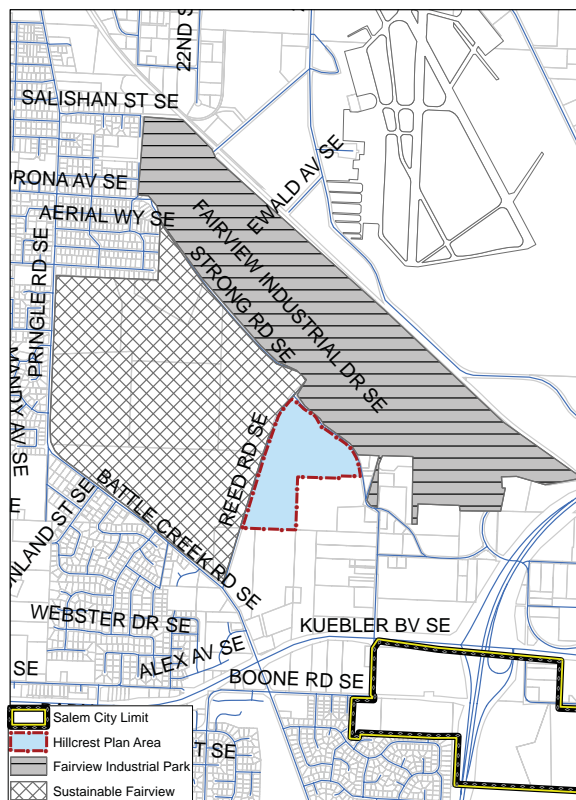 22ND S
SALISHAN ST SE
EWALD AV SE
ORONA AV SE
AERIAL WY SE
FAIRVIEW INDUSTRIAL DR SE
STRONG RD SE
PRINGLE RD SE
MANDY AV SE
REED RD SE
BATTLE CREEK RD SE
E
ONLAND ST SE
WEBSTER DR SE
KUEBLER BV SE
ALEX AV SE
SE
BOONE RD SE
T SE
Salem City Limit
Hillcrest Plan Area
Fairview Industrial Park
Sustainable Fairview